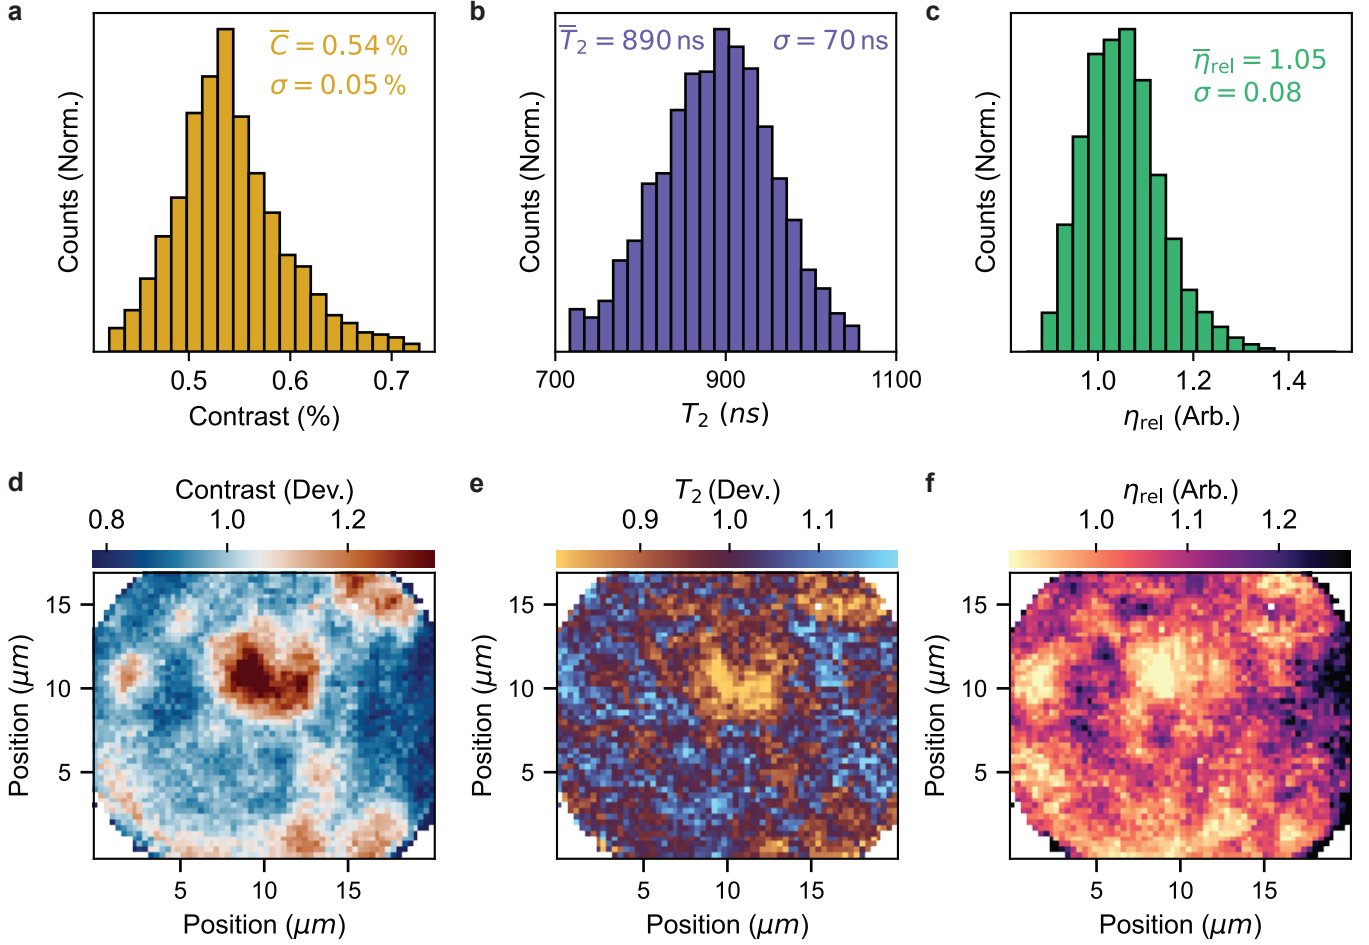 a
C̅ = 0.54 %
σ = 0.05 %
Counts (Norm.)
0.5 0.6 0.7
Contrast (%)
b
T̅₂ = 890 ns σ = 70 ns
Counts (Norm.)
700 900 1100
T₂ (ns)
c
η̅rel = 1.05
σ = 0.08
Counts (Norm.)
1.0 1.2 1.4
ηrel (Arb.)
d
Contrast (Dev.)
0.8 1.0 1.2
Position (μm)
15
10
5
5 10 15
Position (μm)
e
T₂ (Dev.)
0.9 1.0 1.1
Position (μm)
15
10
5
5 10 15
Position (μm)
f
ηrel (Arb.)
1.0 1.1 1.2
Position (μm)
15
10
5
5 10 15
Position (μm)